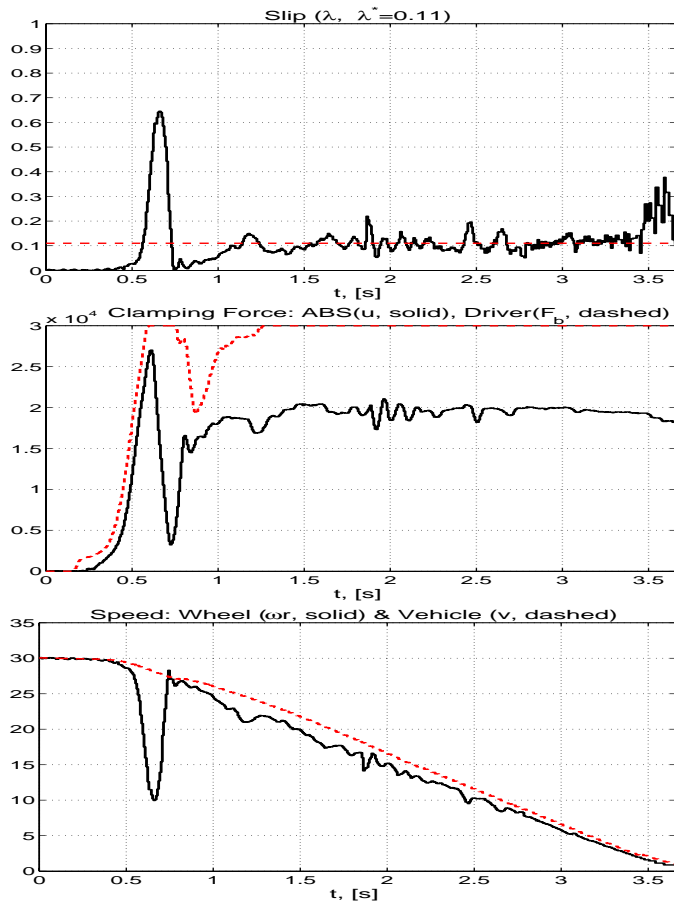 Slip (λ, λ*=0.11)
1
0.9
0.8
0.7
0.6
0.5
0.4
0.3
0.2
0.1
0
0 0.5 1 1.5 2 2.5 3 3.5
t, [s]
x 10⁴ Clamping Force: ABS(u, solid), Driver(F_b, dashed)
3
2.5
2
1.5
1
0.5
0
0 0.5 1 1.5 2 2.5 3 3.5
t, [s]
Speed: Wheel (ωr, solid) & Vehicle (v, dashed)
35
30
25
20
15
10
5
0
0 0.5 1 1.5 2 2.5 3 3.5
t, [s]